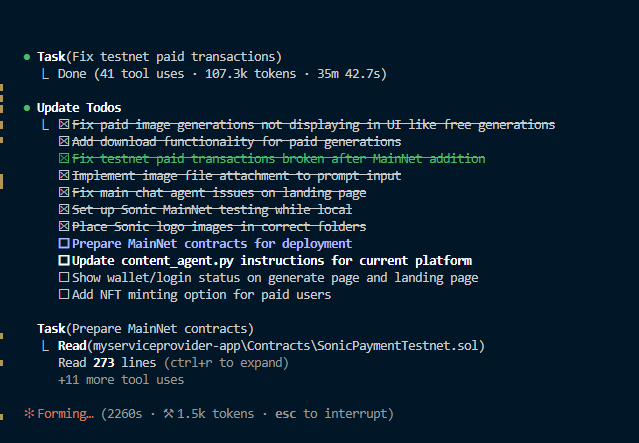 ● Task(Fix testnet paid transactions)
⎿ Done (41 tool uses · 107.3k tokens · 35m 42.7s)
● Update Todos
⎿ ☒ Fix paid image generations not displaying in UI like free generations
☒ Add download functionality for paid generations
☒ Fix testnet paid transactions broken after MainNet addition
☒ Implement image file attachment to prompt input
☒ Fix main chat agent issues on landing page
☒ Set up Sonic MainNet testing while local
☒ Place Sonic logo images in correct folders
☐ Prepare MainNet contracts for deployment
☐ Update content_agent.py instructions for current platform
☐ Show wallet/login status on generate page and landing page
☐ Add NFT minting option for paid users
Task(Prepare MainNet contracts)
⎿ Read(myserviceprovider-app\Contracts\SonicPaymentTestnet.sol)
Read 273 lines (ctrl+r to expand)
+11 more tool uses
✻ Forming… (2260s · ⚒ 1.5k tokens · esc to interrupt)